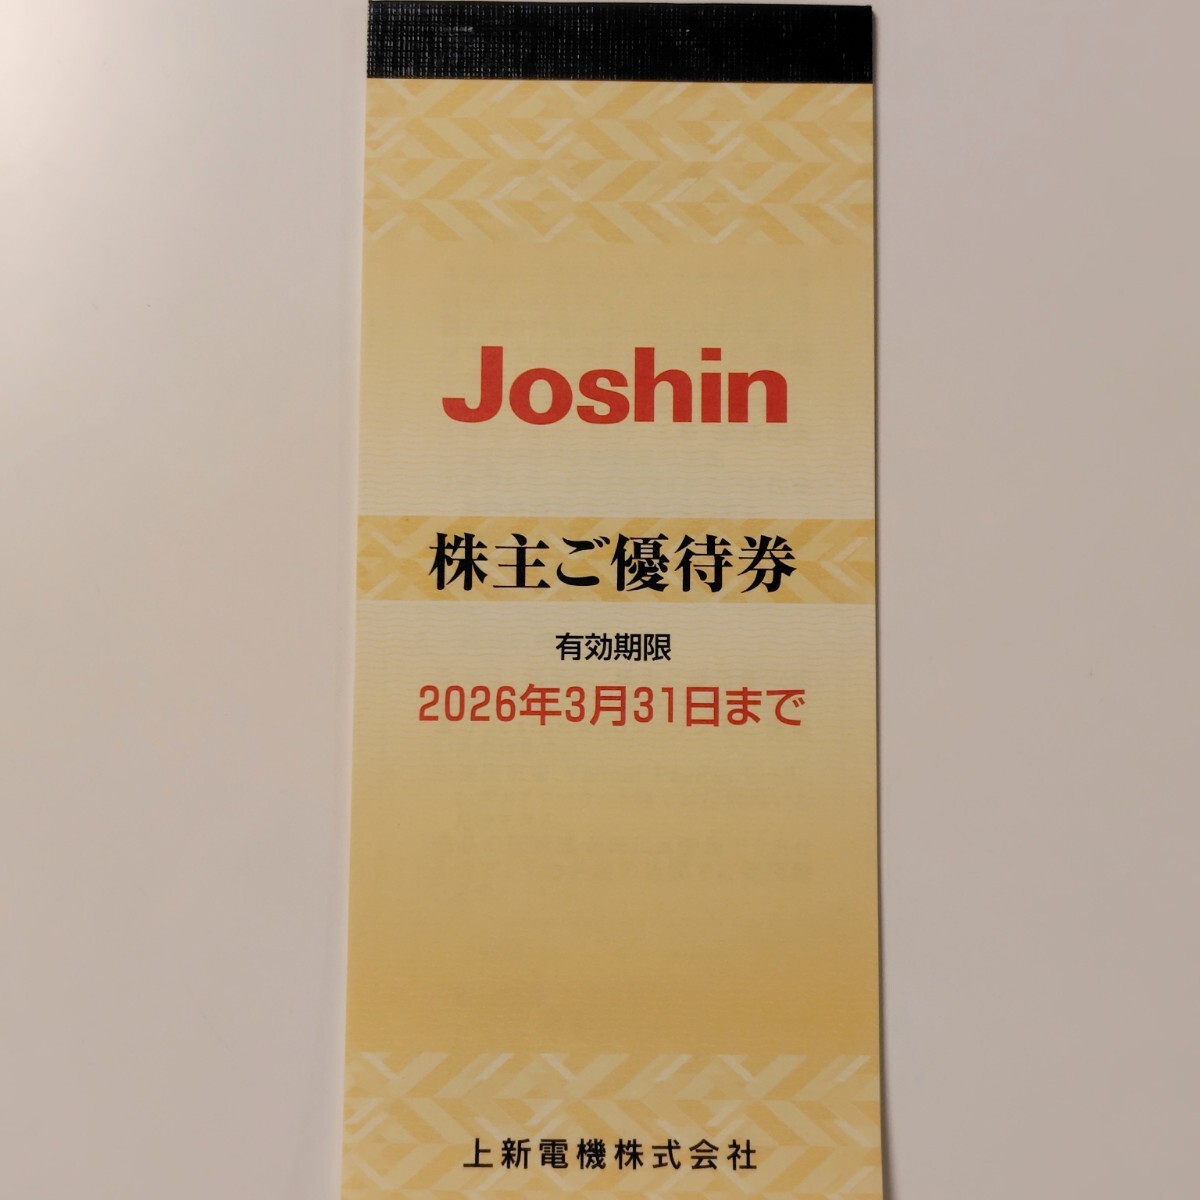 Joshin
株主ご優待券
有効期限
2026年3月31日まで
上新電機株式会社